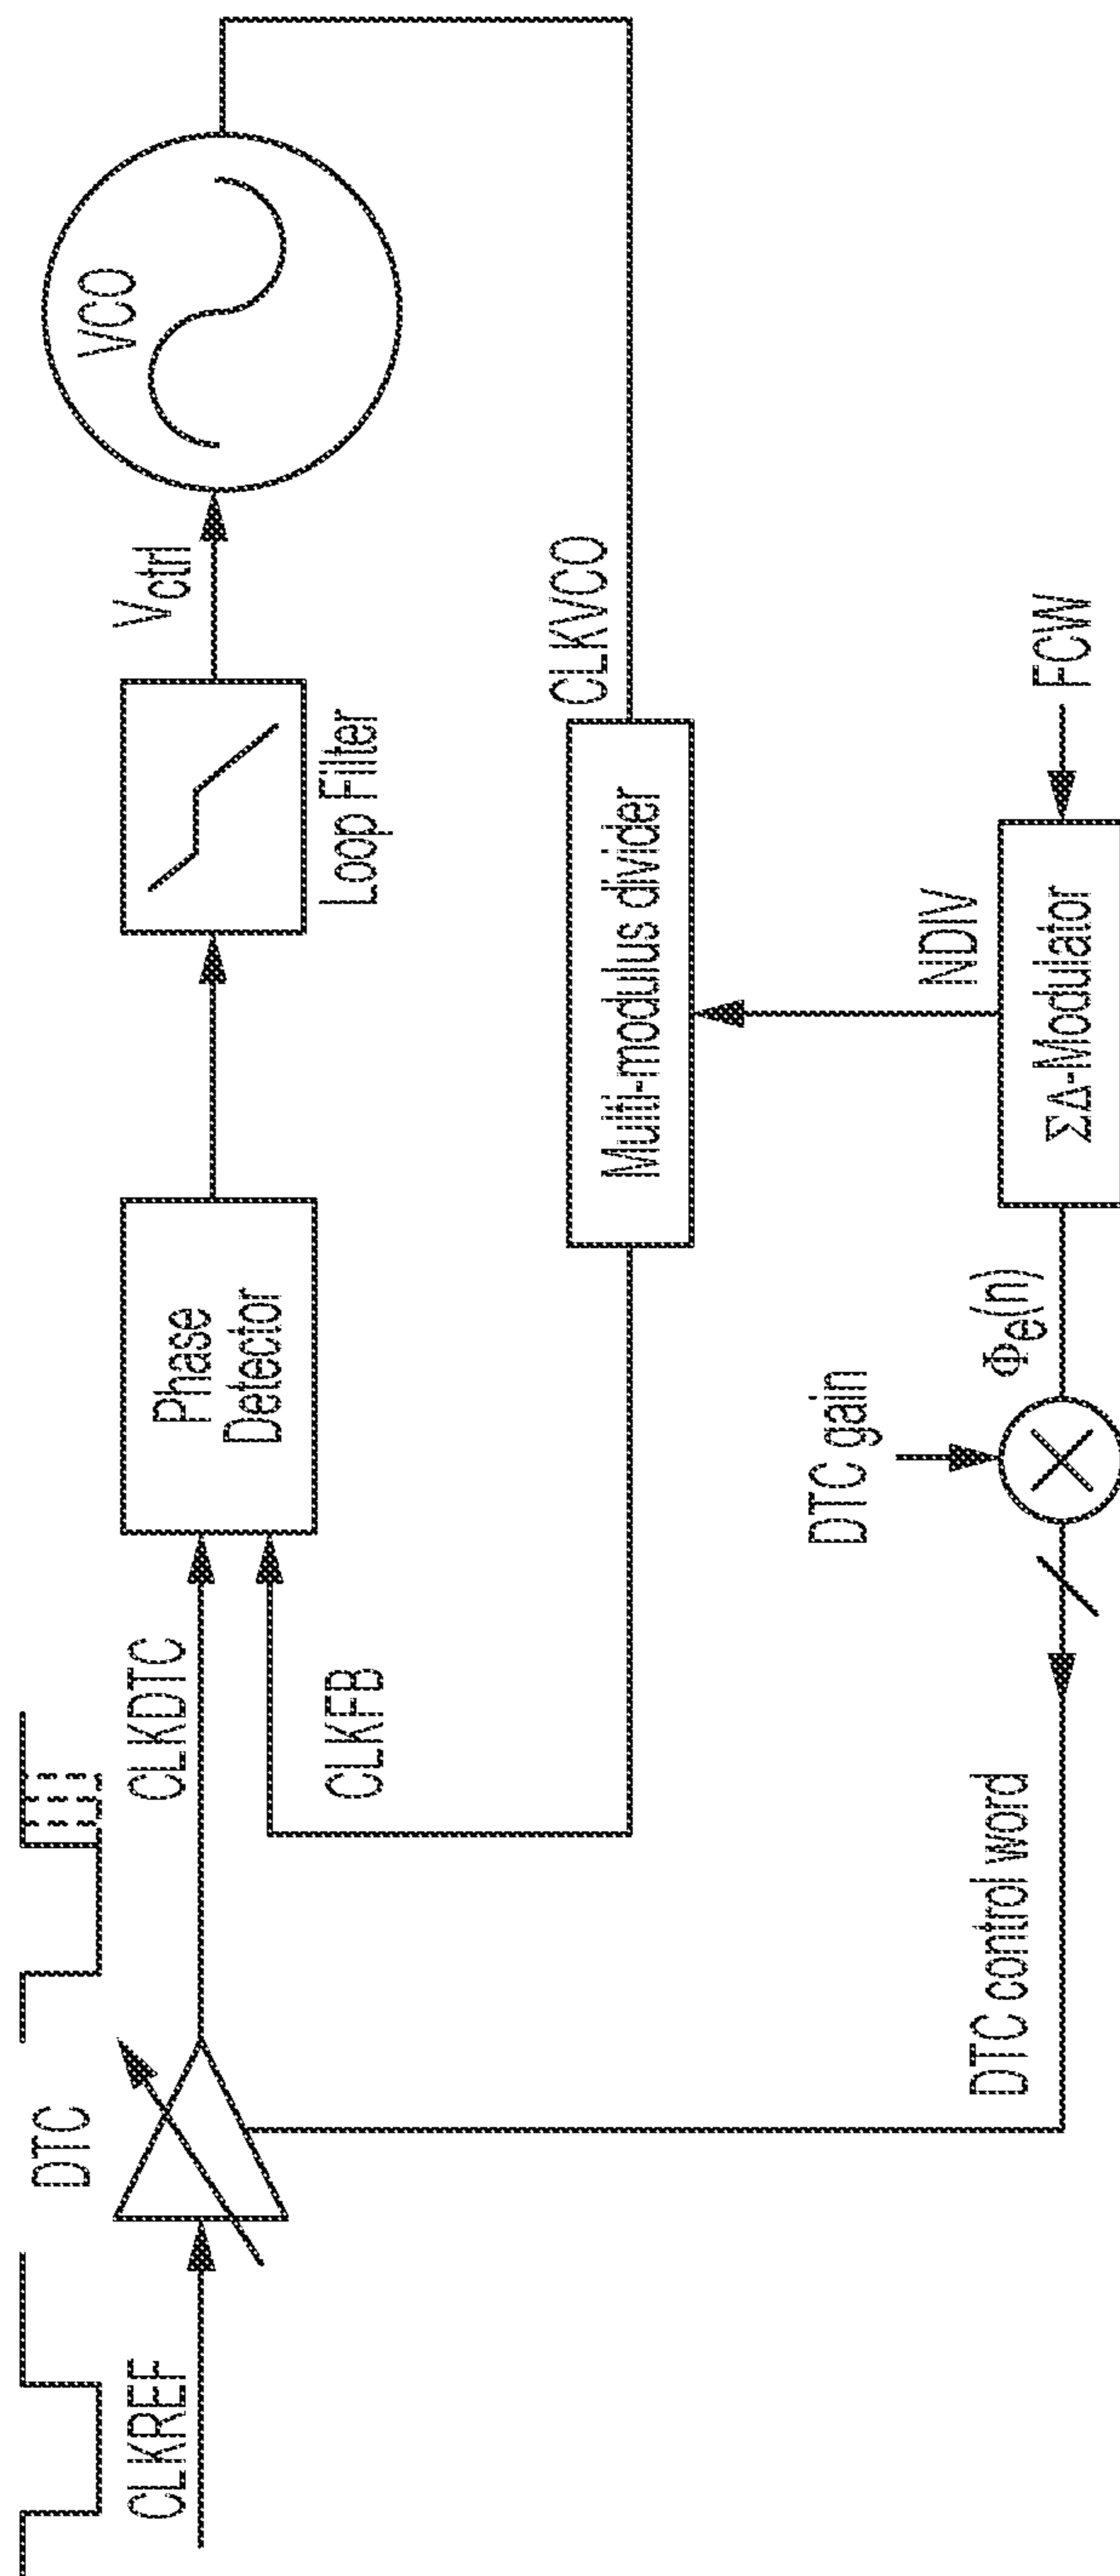 DTC
CLKREF
CLKDTC
CLKFB
Phase
Detector
Loop Filter
Vctrl
VCO
CLKVCO
Multi-modulus divider
NDIV
ΣΔ-Modulator
FCW
Φe(n)
DTC gain
DTC control word